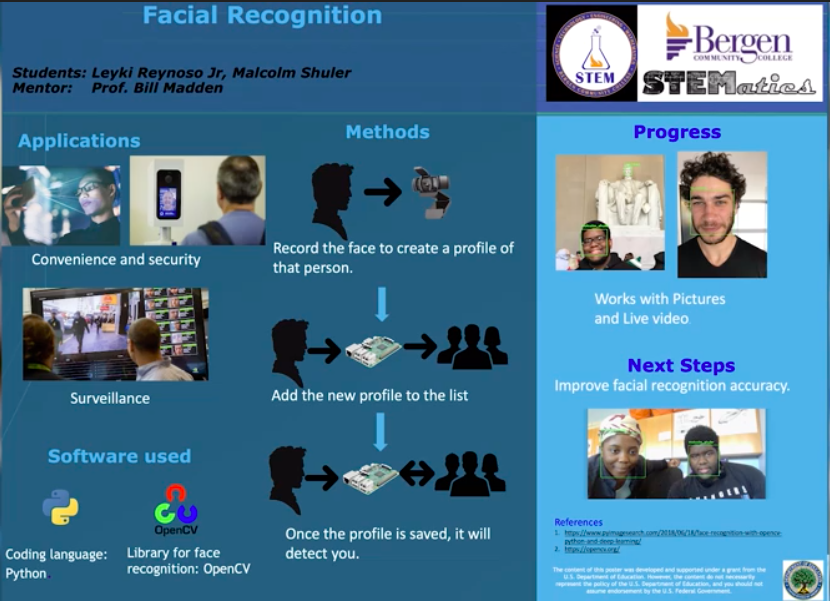 Facial Recognition
Students: Leyki Reynoso Jr, Malcolm Shuler
Mentor: Prof. Bill Madden
STEM
Bergen
COMMUNITY COLLEGE
STEMatics
Applications
Convenience and security
Surveillance
Software used
OpenCV
Coding language:
Python.
Library for face
recognition: OpenCV
Methods
Record the face to create a profile of
that person.
Add the new profile to the list
Once the profile is saved, it will
detect you.
Progress
Works with Pictures
and Live video.
Next Steps
Improve facial recognition accuracy.
References
1. https://www.pyimagesearch.com/2018/06/18/face-recognition-with-opencv-
python-and-deep-learning/
2. https://opencv.org/
The content of this poster was developed and supported under a grant from the
U.S. Department of Education. However, the content do not necessarily
represent the policy of the U.S. Department of Education, and you should not
assume endorsement by the U.S. Federal Government.